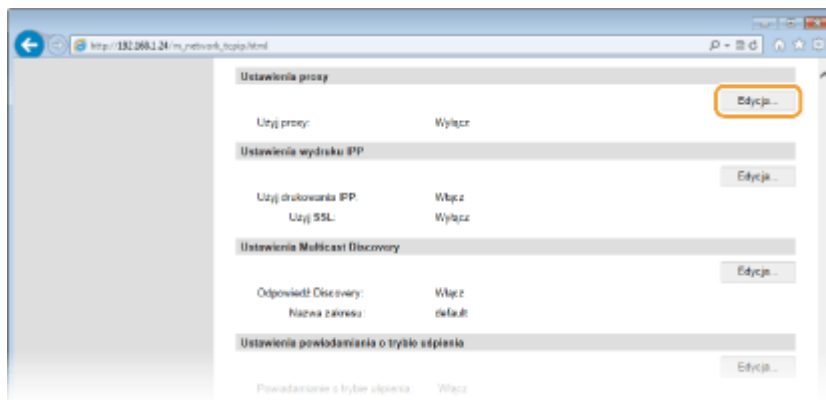 http://192.168.1.24/m_network_tcpip.html
Ustawienia proxy
Edycja...
Użyj proxy: Wyłącz
Ustawienia wydruku IPP
Edycja...
Użyj drukowania IPP: Włącz
Użyj SSL: Wyłącz
Ustawienia Multicast Discovery
Edycja...
Odpowiedź Discovery: Włącz
Nazwa zakresu: default
Ustawienia powiadamiania o trybie uśpienia
Edycja...
Powiadamianie o trybie uśpienia: Włącz